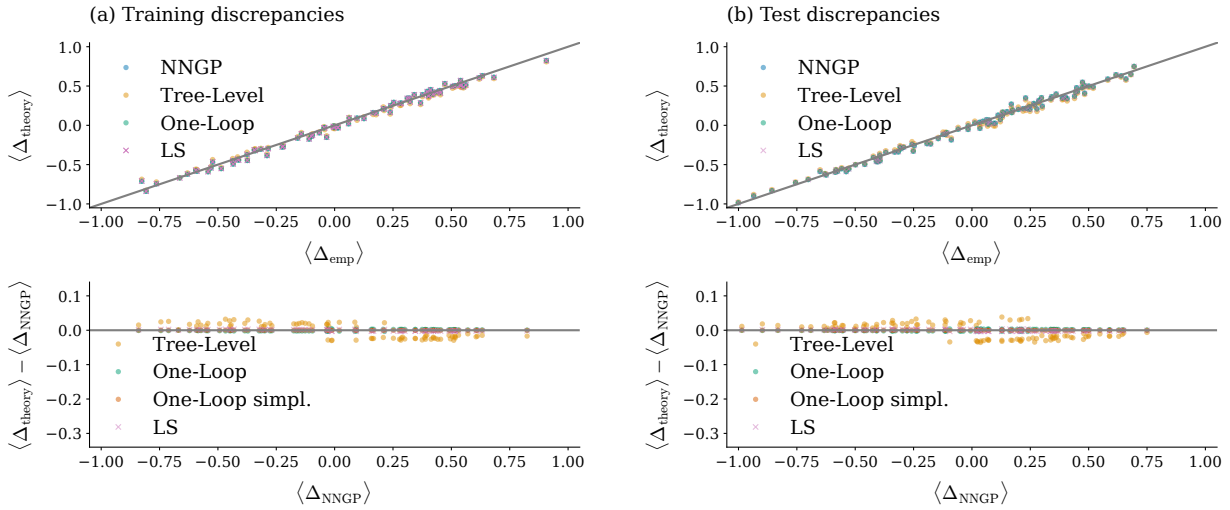 (a) Training discrepancies
1.0
0.5
0.0
−0.5
−1.0
⟨Δtheory⟩
NNGP
Tree-Level
One-Loop
LS
−1.00 −0.75 −0.50 −0.25 0.00 0.25 0.50 0.75 1.00
⟨Δemp⟩
(b) Test discrepancies
1.0
0.5
0.0
−0.5
−1.0
⟨Δtheory⟩
NNGP
Tree-Level
One-Loop
LS
−1.00 −0.75 −0.50 −0.25 0.00 0.25 0.50 0.75 1.00
⟨Δemp⟩
0.1
0.0
−0.1
−0.2
−0.3
⟨Δtheory⟩ − ⟨ΔNNGP⟩
Tree-Level
One-Loop
One-Loop simpl.
LS
−1.00 −0.75 −0.50 −0.25 0.00 0.25 0.50 0.75 1.00
⟨ΔNNGP⟩
0.1
0.0
−0.1
−0.2
−0.3
⟨Δtheory⟩ − ⟨ΔNNGP⟩
Tree-Level
One-Loop
One-Loop simpl.
LS
−1.00 −0.75 −0.50 −0.25 0.00 0.25 0.50 0.75 1.00
⟨ΔNNGP⟩